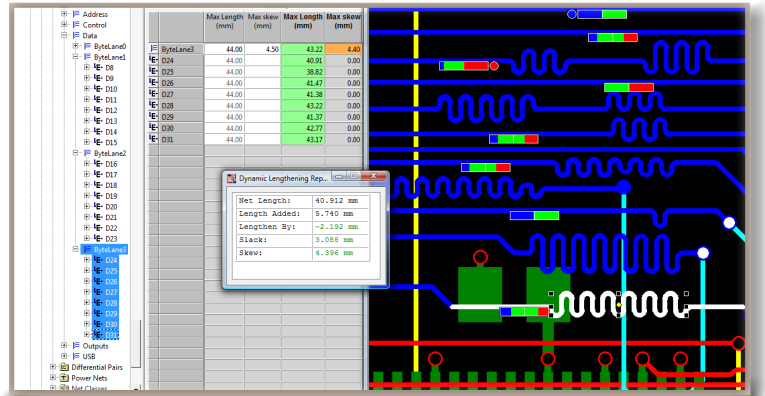 Address
Control
Data
ByteLane0
ByteLane1
D8
D9
D10
D11
D12
D13
D14
D15
ByteLane2
D16
D17
D18
D19
D20
D21
D22
D23
ByteLane3
D24
D25
D26
D27
D28
D29
D30
D31
Outputs
USB
Differential Pairs
Power Nets
Net Classes
Max Length (mm) Max skew (mm) Max Length (mm) Max skew (mm)
ByteLane3 44.00 4.50 43.22 4.40
D24 44.00 40.91 0.00
D25 44.00 38.82 0.00
D26 44.00 41.47 0.00
D27 44.00 41.38 0.00
D28 44.00 43.22 0.00
D29 44.00 41.37 0.00
D30 44.00 42.77 0.00
D31 44.00 43.17 0.00
Dynamic Lengthening Rep...
Net Length: 40.912 mm
Length Added: 5.740 mm
Lengthen By: -2.192 mm
Slack: 3.088 mm
Skew: 4.396 mm